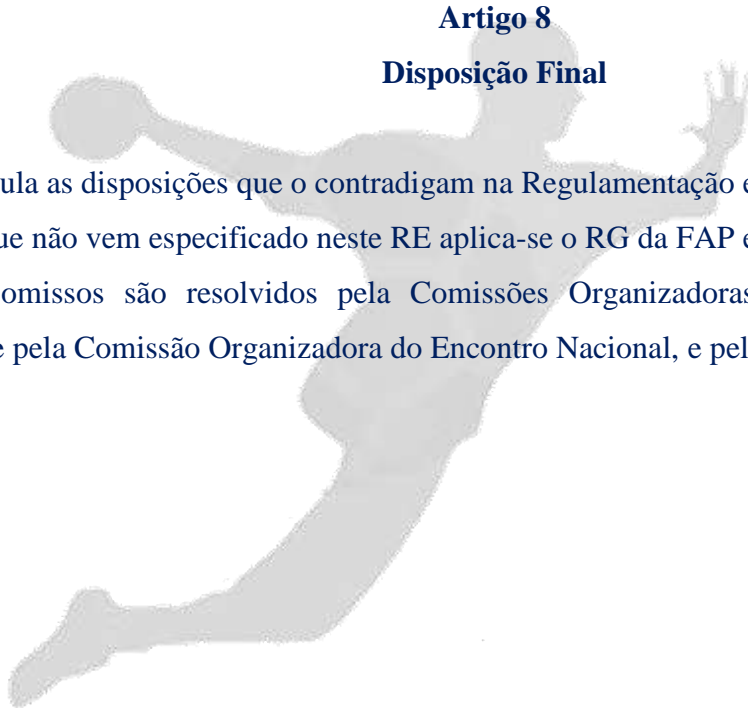 Artigo 8
Disposição Final
ula as disposições que o contradigam na Regulamentação e
ue não vem especificado neste RE aplica-se o RG da FAP e
omissos são resolvidos pela Comissões Organizadoras
e pela Comissão Organizadora do Encontro Nacional, e pel